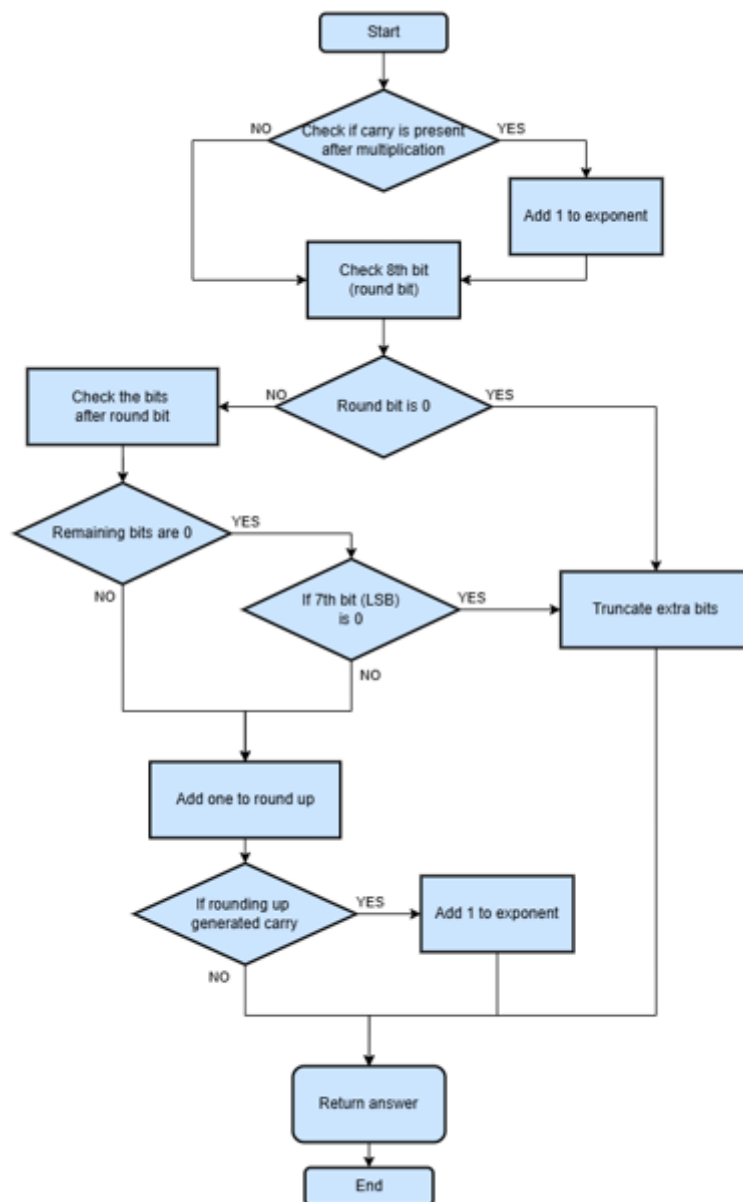 Start
NO
Check if carry is present
after multiplication
YES
Add 1 to exponent
Check 8th bit
(round bit)
Check the bits
after round bit
NO
Round bit is 0
YES
Remaining bits are 0
YES
NO
If 7th bit (LSB)
is 0
YES
Truncate extra bits
NO
Add one to round up
If rounding up
generated carry
YES
Add 1 to exponent
NO
Return answer
End